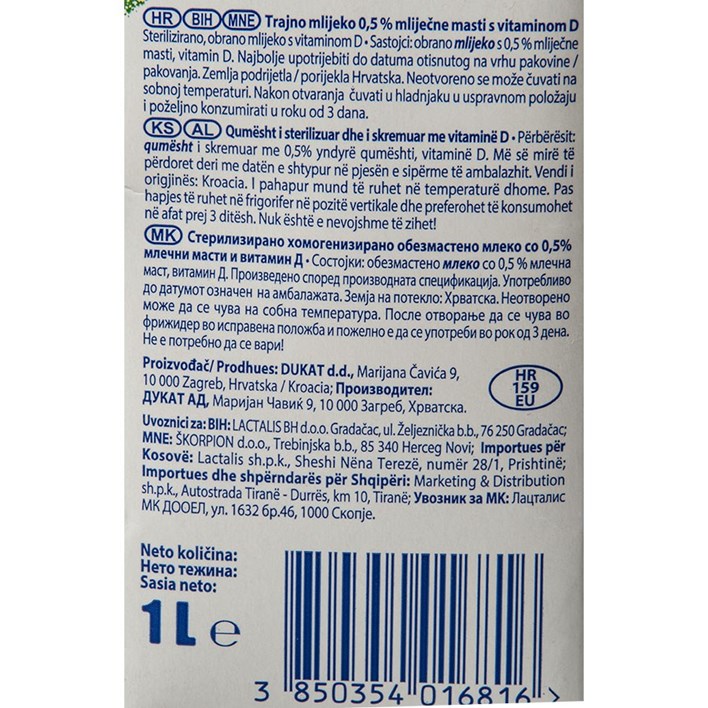 HR BIH MNE Trajno mlijeko 0,5 % mliječne masti s vitaminom D
Sterilizirano, obrano mlijeko s vitaminom D • Sastojci: obrano mlijeko s 0,5 % mliječne
masti, vitamin D. Najbolje upotrijebiti do datuma otisnutog na vrhu pakovine /
pakovanja. Zemlja podrijetla / porijekla Hrvatska. Neotvoreno se može čuvati na
sobnoj temperaturi. Nakon otvaranja čuvati u hladnjaku u uspravnom položaju
i poželjno konzumirati u roku od 3 dana.
KS AL Qumësht i sterilizuar dhe i skremuar me vitaminë D • Përbërësit:
qumësht i skremuar me 0,5% yndyrë qumështi, vitaminë D. Më së mirë të
përdoret deri me datën e shtypur në pjesën e sipërme të ambalazhit. Vendi i
origjinës: Kroacia. I pahapur mund të ruhet në temperaturë dhome. Pas
hapjes të ruhet në frigorifer në pozitë vertikale dhe preferohet të konsumohet
në afat prej 3 ditësh. Nuk është e nevojshme të zihet!
MK Стерилизирано хомогенизирано обезмастено млеко со 0,5%
млечни масти и витамин Д • Состојки: обезмастено млеко со 0,5 % млечна
маст, витамин Д. Произведено според производната спецификација. Употребливо
до датумот означен на амбалажата. Земја на потекло: Хрватска. Неотворено
може да се чува на собна температура. После отворање да се чува во
фрижидер во исправена положба и пожелно е да се употреби во рок од 3 дена.
Не е потребно да се вари!
Proizvođač/ Prodhues: DUKAT d.d., Marijana Čavića 9,
10 000 Zagreb, Hrvatska / Kroacia; Производител:
ДУКАТ АД, Маријан Чавиќ 9, 10 000 Загреб, Хрватска.
HR
159
EU
Uvoznici za: BIH: LACTALIS BH d.o.o. Gradačac, ul. Željeznička b.b., 76 250 Gradačac;
MNE: ŠKORPION d.o.o., Trebinjska b.b., 85 340 Herceg Novi; Importues për
Kosovë: Lactalis sh.p.k., Sheshi Nëna Terezë, numër 28/1, Prishtinë;
Importues dhe shpërndarës për Shqipëri: Marketing & Distribution
sh.p.k., Autostrada Tiranë - Durrës, km 10, Tiranë; Увозник за МК: Лацталис
МК ДООЕЛ, ул. 1632 бр.46, 1000 Скопје.
Neto količina:
Нето тежина:
Sasia neto:
1L e
3 850354 016816 >